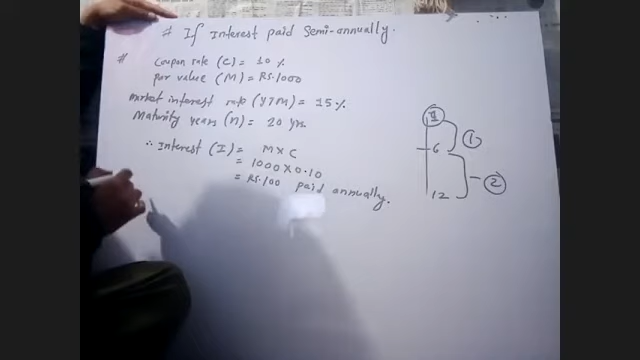 # If Interest paid Semi-annually.
# Coupon rate (C) = 10 %
par value (M) = RS.1000
market interest rate (YTM) = 15 %
Maturity years (n) = 20 yrs.
∴ Interest (I) = M X C
= 1000 X 0.10
= RS.100 paid annually.
1
6
12
1
2